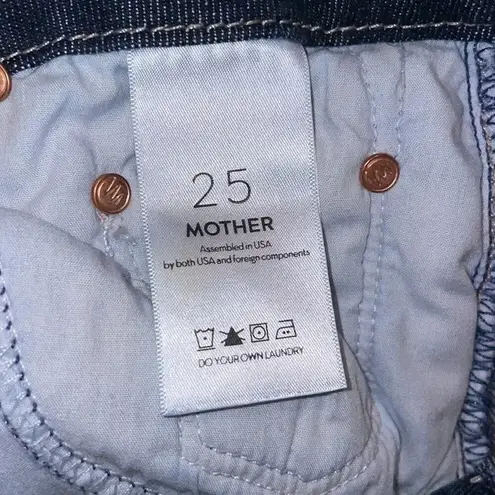 25
MOTHER
Assembled in USA
by both USA and foreign components
DO YOUR OWN LAUNDRY